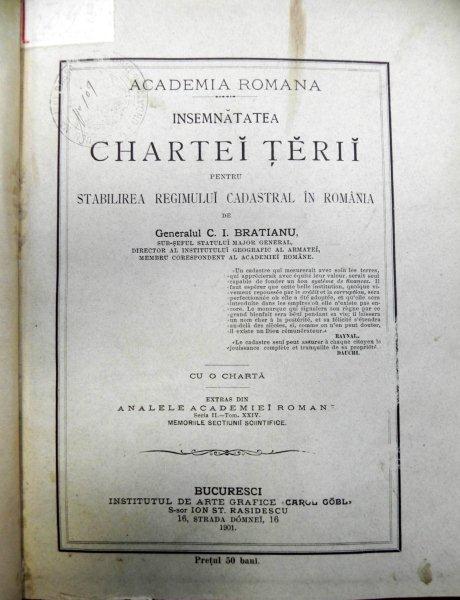 No 109
ACADEMIA ROMANA
INSEMNĂTATEA
CHARTEĬ ȚĔRIĬ
PENTRU
STABILIREA REGIMULUĬ CADASTRAL ÎN ROMÂNIA
DE
Generalul C. I. BRATIANU,
SUB-ȘEFUL STATULUĬ MAJOR GENERAL,
DIRECTOR AL INSTITUTULUĬ GEOGRAFIC AL ARMATEĬ,
MEMBRU CORESPONDENT AL ACADEMIEĬ ROMÂNE.
«Un cadastre qui mesurerait avec soin les terres,
qui apprécierait avec équité leur valeur, serait seul
capable de fonder un bon système de finances. Il
faut espérer que cette belle institution, quoique vi-
vement repoussée par le crédit et la corruption, sera
perfectionnée où elle a été adoptée, et qu'elle sera
introduite dans les empires où elle n'existe pas en-
core. Le monarque qui signalera son règne par ce
grand bienfait sera béni pendant sa vie; il laissera
un nom cher à la postérité, et sa félicité s'étendra
au-delà des siècles, si, comme on n'en peut douter,
il existe un Dieu rémunérateur.»
RAYNAL.
«Le cadastre seul peut assurer à chaque citoyen la
jouissance complète et tranquille de sa propriété.»
DAUCHI.
CU O CHARTĂ
EXTRAS DIN
ANALELE ACADEMIEĬ ROMAN
Seria II.—Tom. XXIV.
MEMORIILE SECTIUNII SCIINTIFICE.
BUCURESCI
INSTITUTUL DE ARTE GRAFICE «CAROL GÖBL»
S-sor ION ST. RASIDESCU
16, STRADA DÓMNEĬ, 16
1901.
Prețul 50 bani.